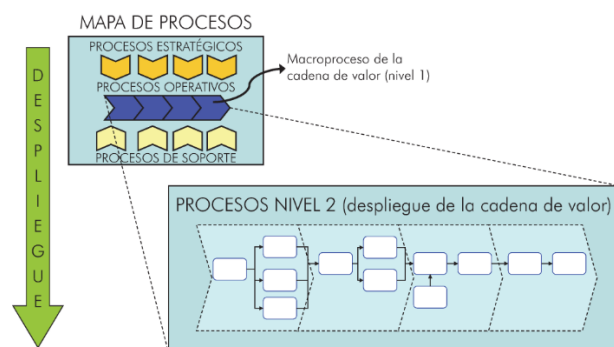 MAPA DE PROCESOS
PROCESOS ESTRATÉGICOS
PROCESOS OPERATIVOS
PROCESOS DE SOPORTE
Macroproceso de la
cadena de valor (nivel 1)
DESPLIEGUE
PROCESOS NIVEL 2 (despliegue de la cadena de valor)